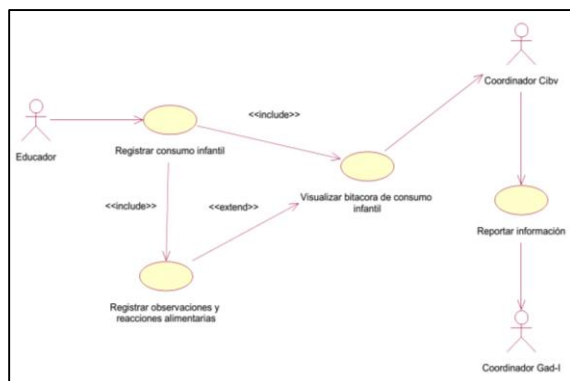 Coordinador Cibv
<<include>>
Educador
Registrar consumo infantil
<<include>>
<<extend>>
Visualizar bitacora de consumo
infantil
Reportar información
Registrar observaciones y
reacciones alimentarias
Coordinador Gad-I